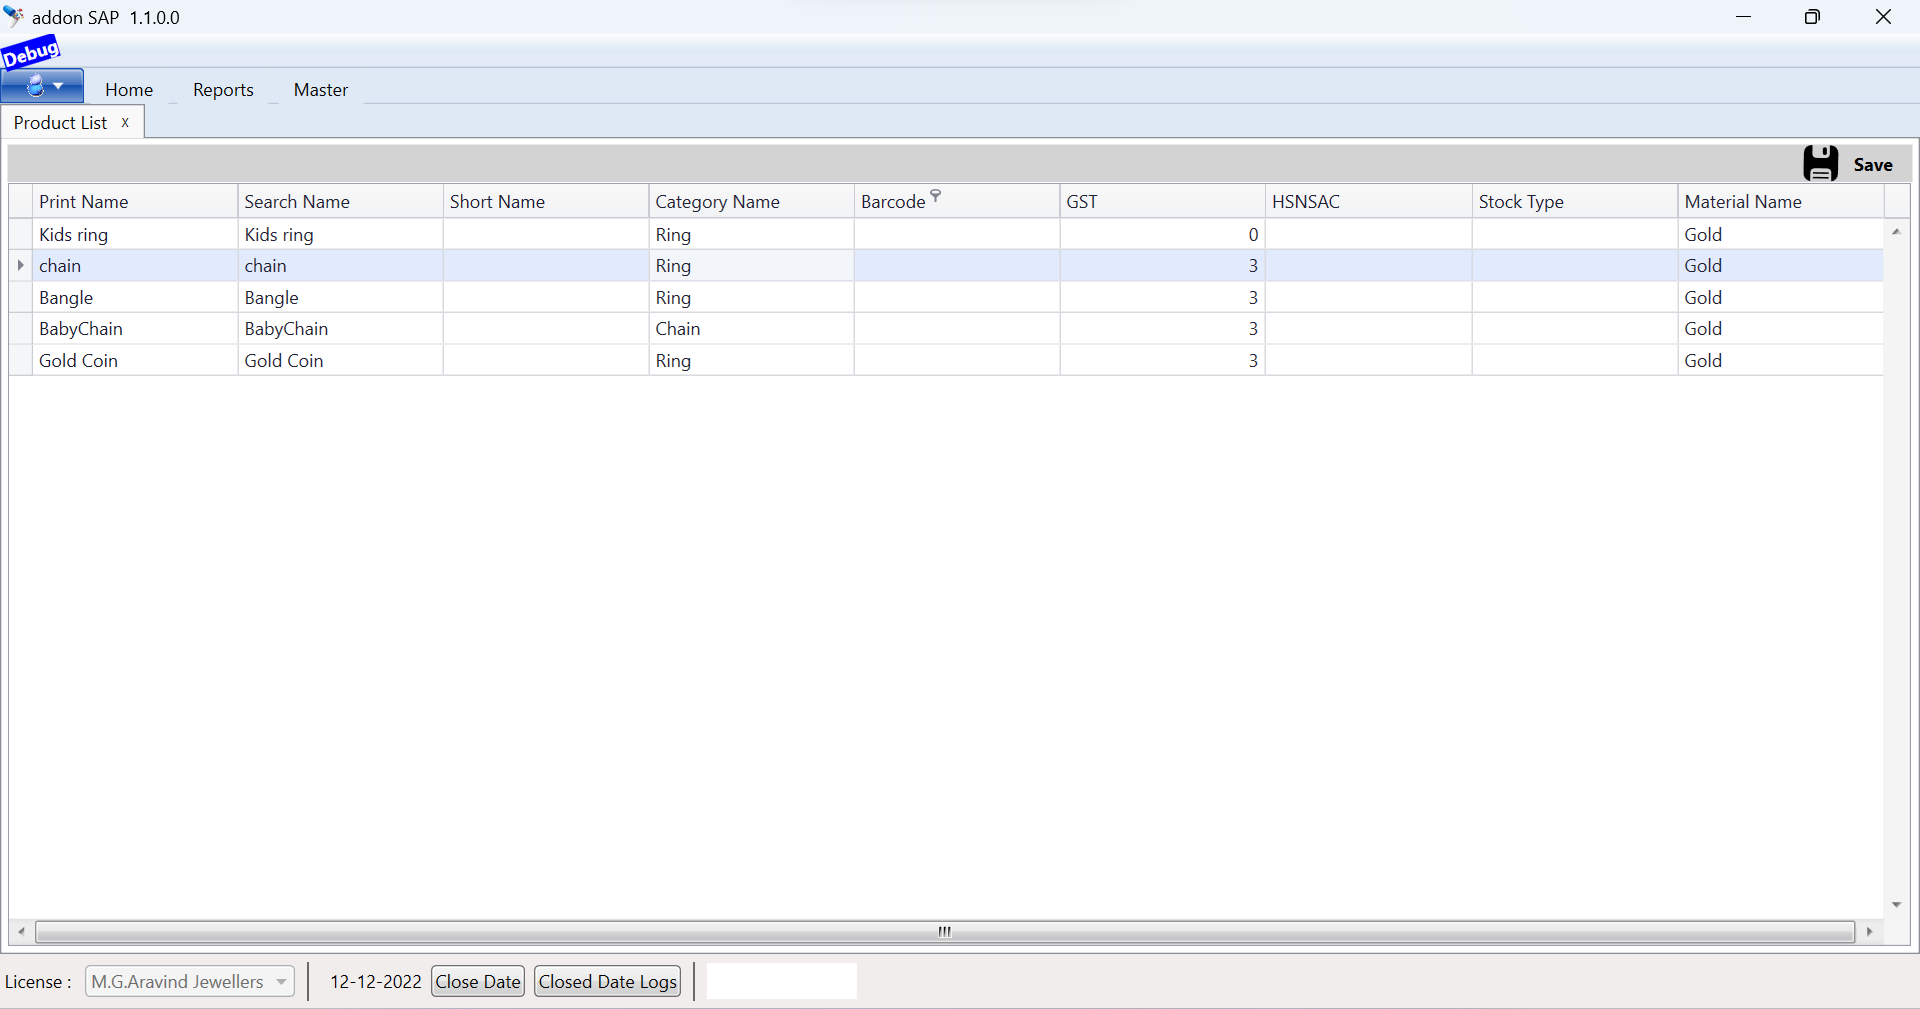 addon SAP 1.1.0.0
Debug
Home Reports Master
Product List x
Save
Print Name Search Name Short Name Category Name Barcode GST HSNSAC Stock Type Material Name
Kids ring Kids ring Ring 0 Gold
chain chain Ring 3 Gold
Bangle Bangle Ring 3 Gold
BabyChain BabyChain Chain 3 Gold
Gold Coin Gold Coin Ring 3 Gold
License : M.G.Aravind Jewellers 12-12-2022 Close Date Closed Date Logs